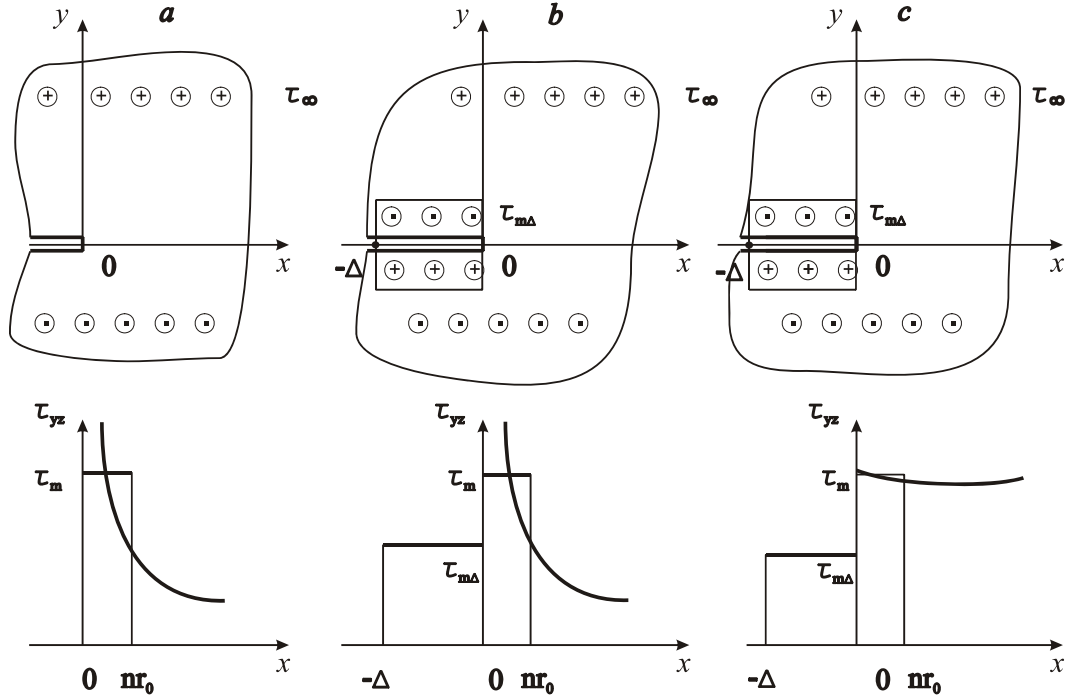 y a y b y c
τ∞ τ∞ τ∞
τmΔ τmΔ
0 x -Δ 0 x -Δ 0 x
τyz τyz τyz
τm τm τm
τmΔ τmΔ
0 nr0 x -Δ 0 nr0 x -Δ 0 nr0 x